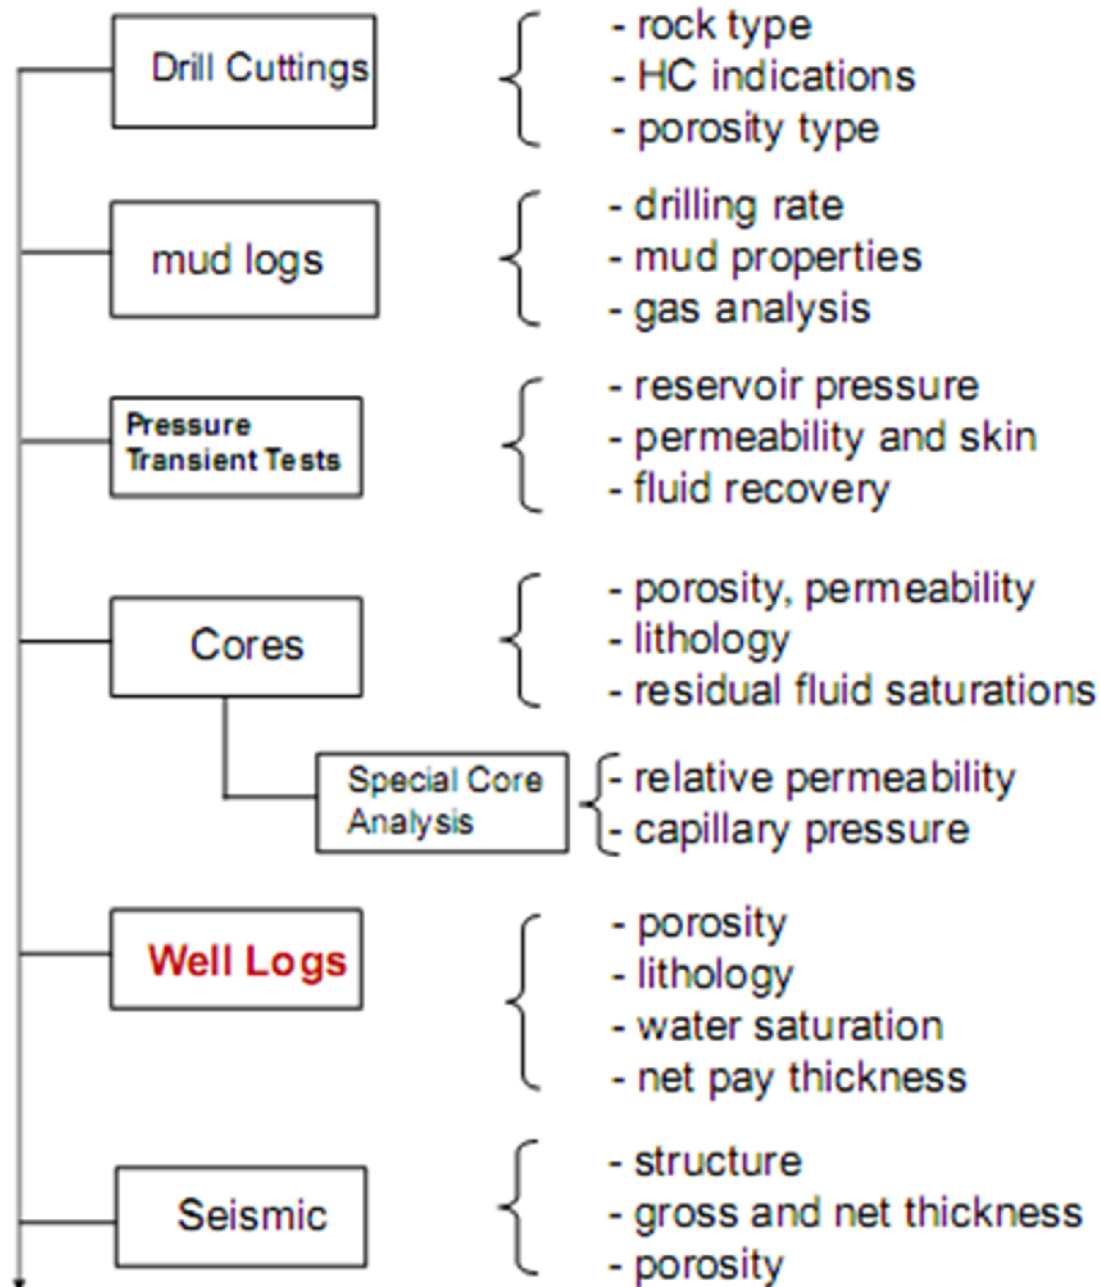 Drill Cuttings
- rock type
- HC indications
- porosity type
mud logs
- drilling rate
- mud properties
- gas analysis
Pressure
Transient Tests
- reservoir pressure
- permeability and skin
- fluid recovery
Cores
- porosity, permeability
- lithology
- residual fluid saturations
Special Core
Analysis
- relative permeability
- capillary pressure
Well Logs
- porosity
- lithology
- water saturation
- net pay thickness
Seismic
- structure
- gross and net thickness
- porosity